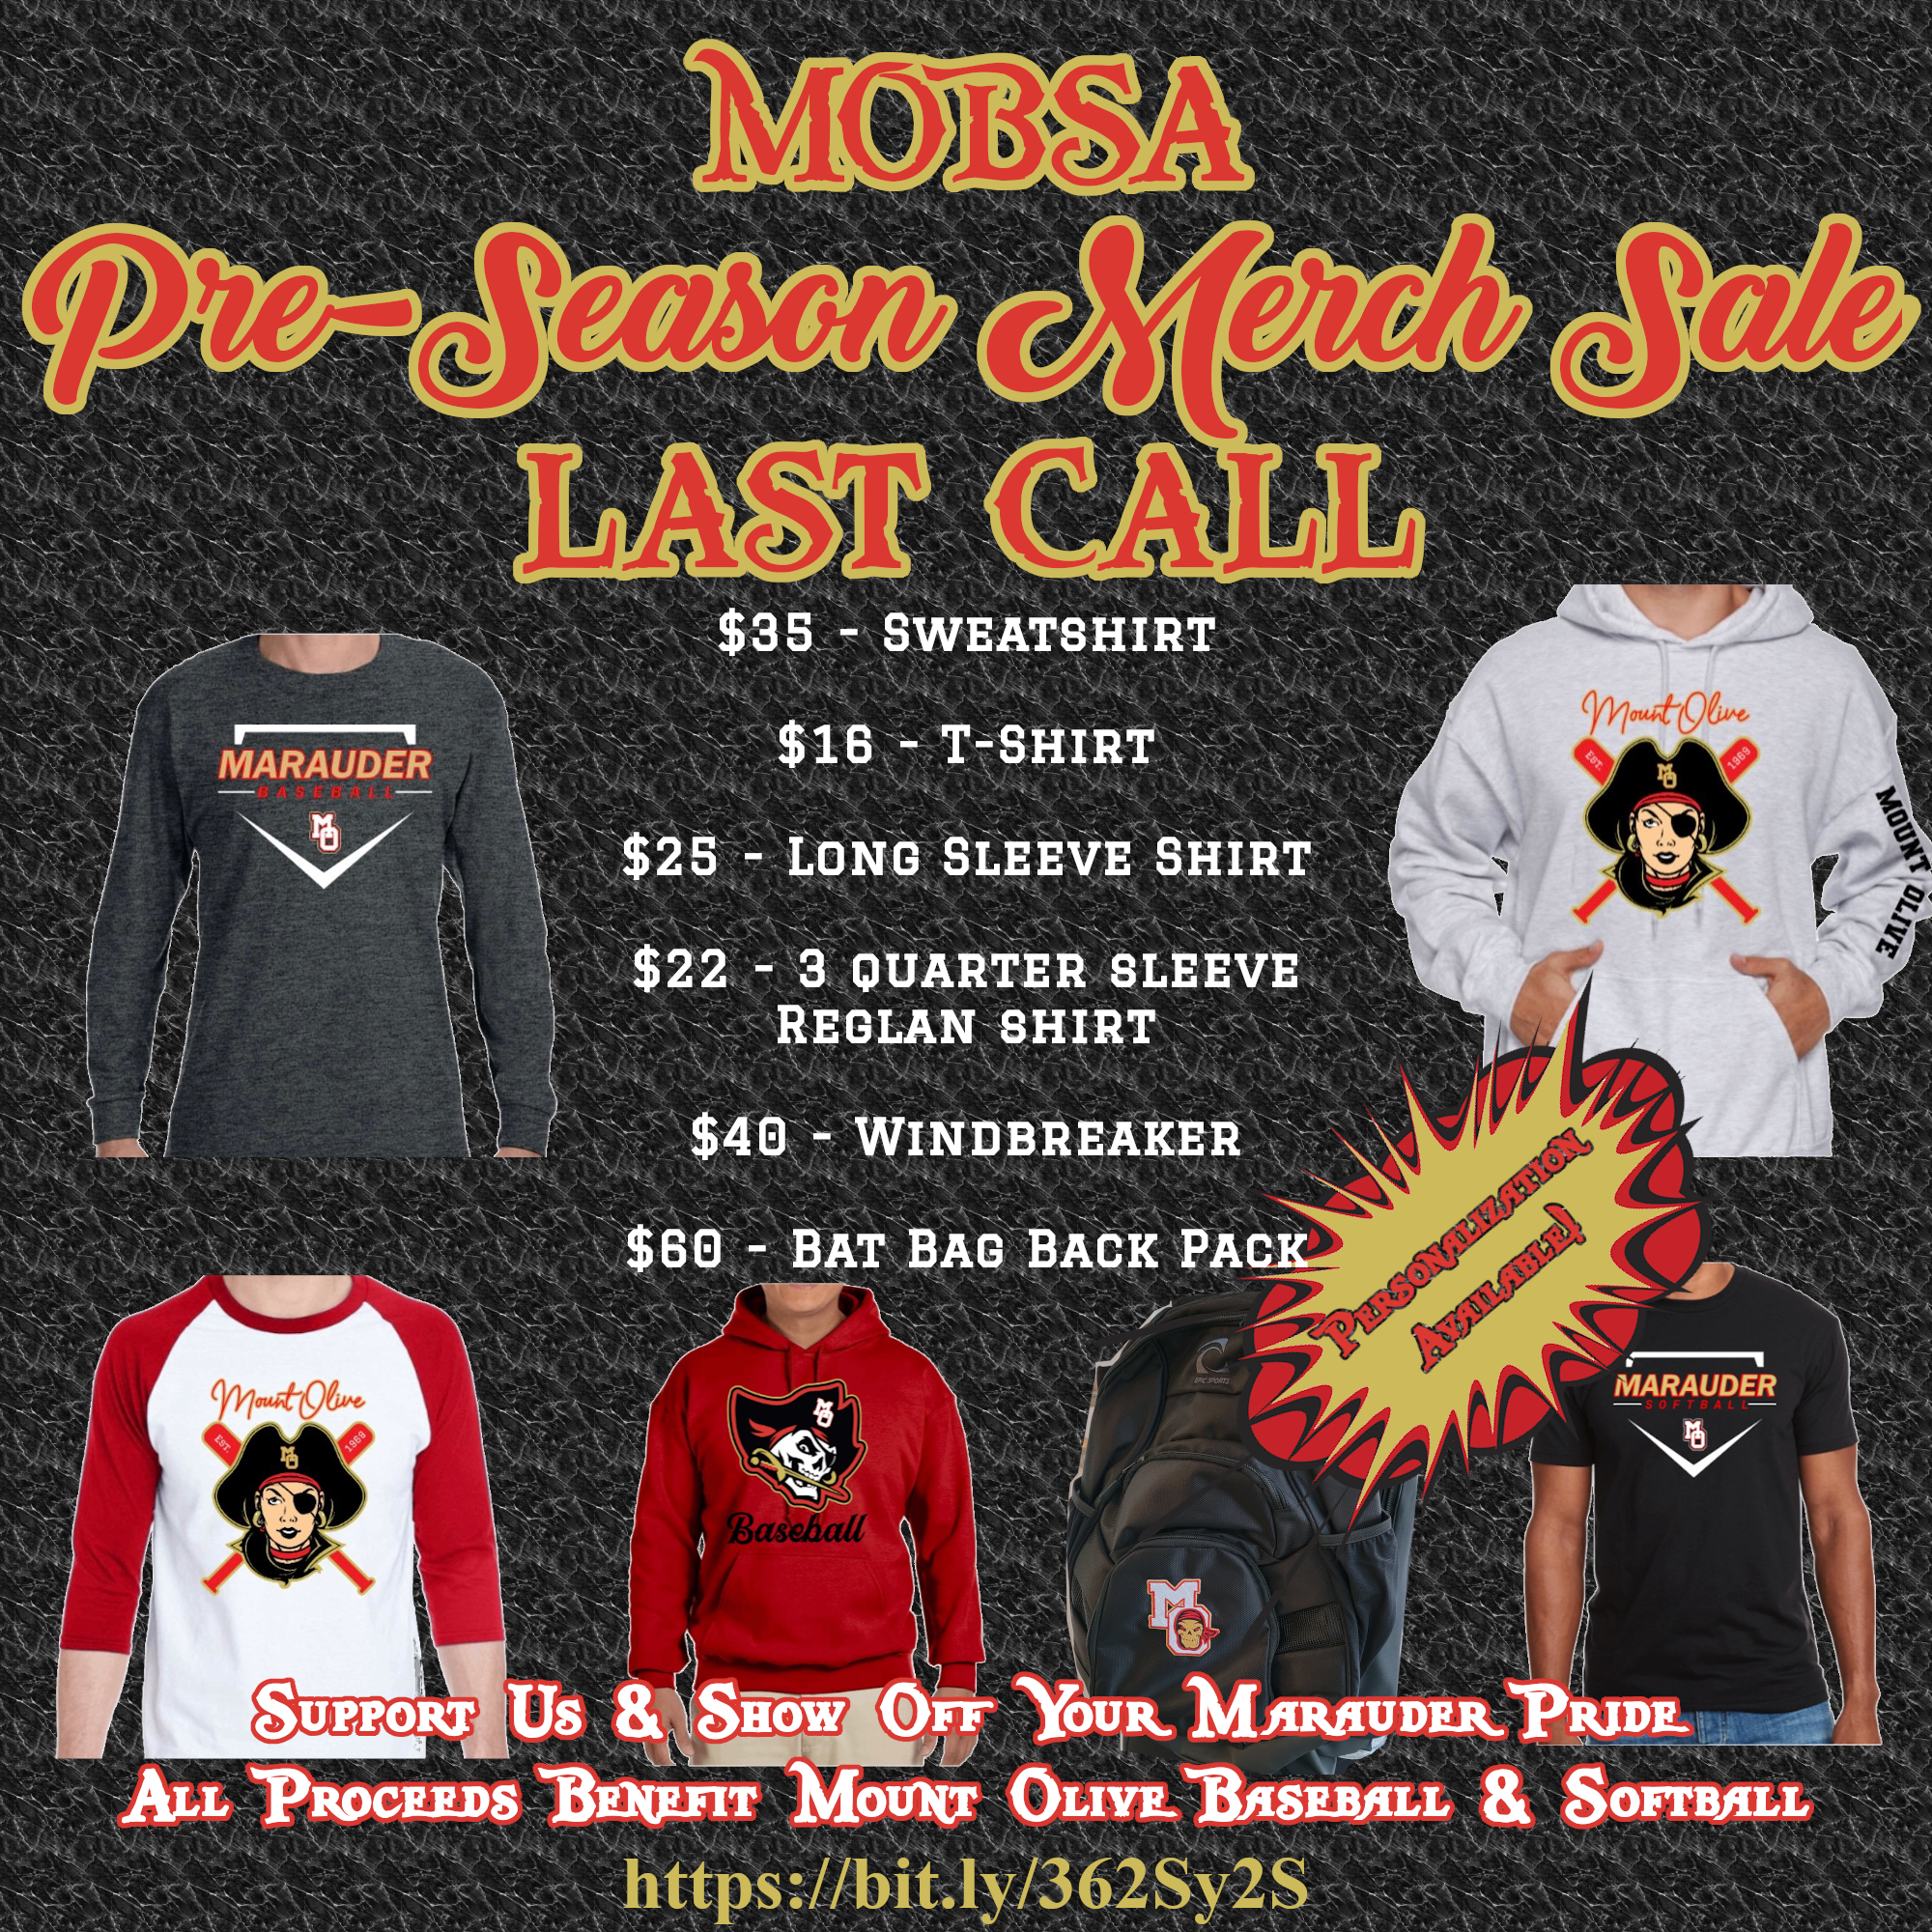 MOBSA
Pre-Season Merch Sale
LAST CALL
$35 - Sweatshirt
$16 - T-Shirt
$25 - Long Sleeve Shirt
$22 - 3 quarter sleeve
Reglan shirt
$40 - Windbreaker
$60 - Bat Bag Back Pack
MARAUDER
BASEBALL
MO
Mount Olive
EST. 1969
MO
MOUNT OLIVE
Personalization
Available!
Mount Olive
EST. 1969
MO
MO
Baseball
EPIC SPORTS
MO
MARAUDER
SOFTBALL
MO
Support Us & Show Off Your Marauder Pride
All Proceeds Benefit Mount Olive Baseball & Softball
https://bit.ly/362Sy2S